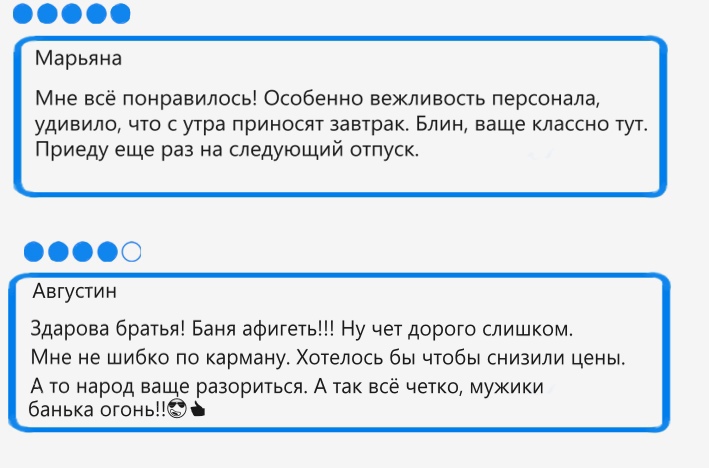 Марьяна
Мне всё понравилось! Особенно вежливость персонала,
удивило, что с утра приносят завтрак. Блин, ваще классно тут.
Приеду еще раз на следующий отпуск.
Августин
Здарова братья! Баня афигеть!!! Ну чет дорого слишком.
Мне не шибко по карману. Хотелось бы чтобы снизили цены.
А то народ ваще разориться. А так всё четко, мужики
банька огонь!!😎👍